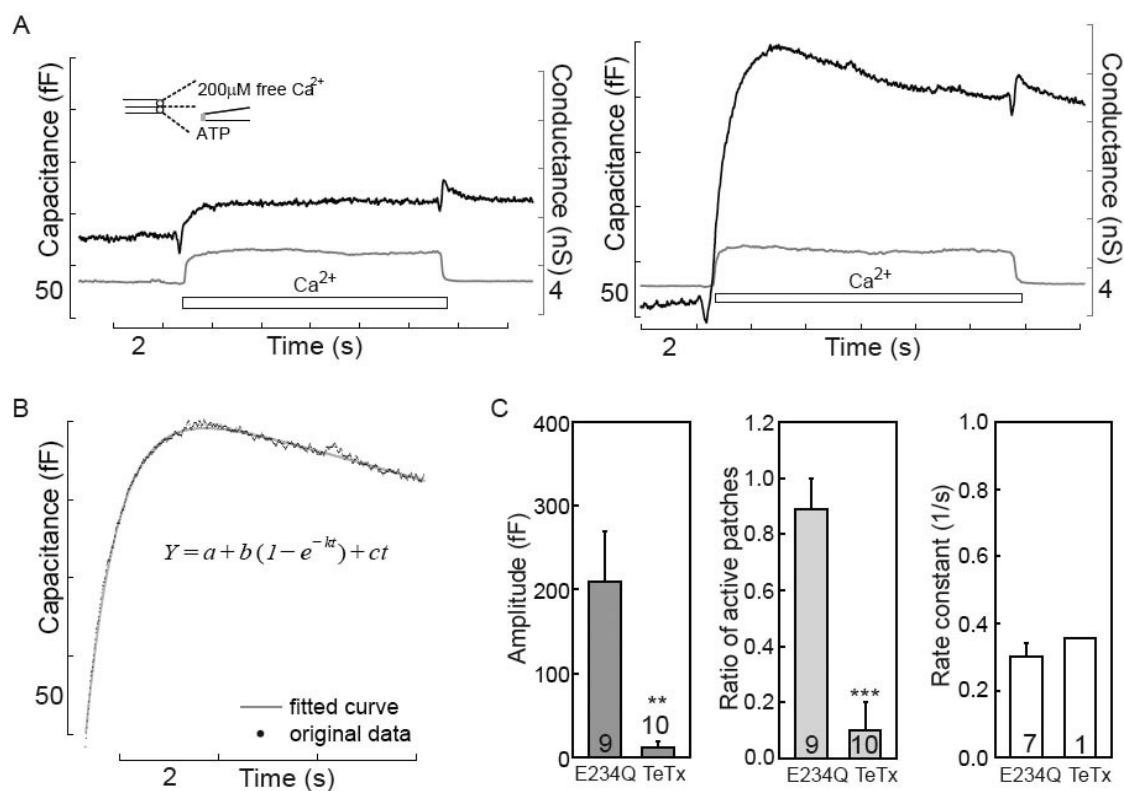 A
Capacitance (fF)
50
200µM free Ca²⁺
ATP
Ca²⁺
2
Time (s)
Conductance (nS)
4
Capacitance (fF)
50
Ca²⁺
2
Time (s)
Conductance (nS)
4
B
Capacitance (fF)
50
Y = a + b (1 − e^{−kt}) + ct
fitted curve
original data
2
Time (s)
C
Amplitude (fF)
400
300
200
100
0
**
9
10
E234Q TeTx
Ratio of active patches
1.2
1.0
0.8
0.6
0.4
0.2
0.0
***
9
10
E234Q TeTx
Rate constant (1/s)
1.0
0.8
0.6
0.4
0.2
0.0
7
1
E234Q TeTx